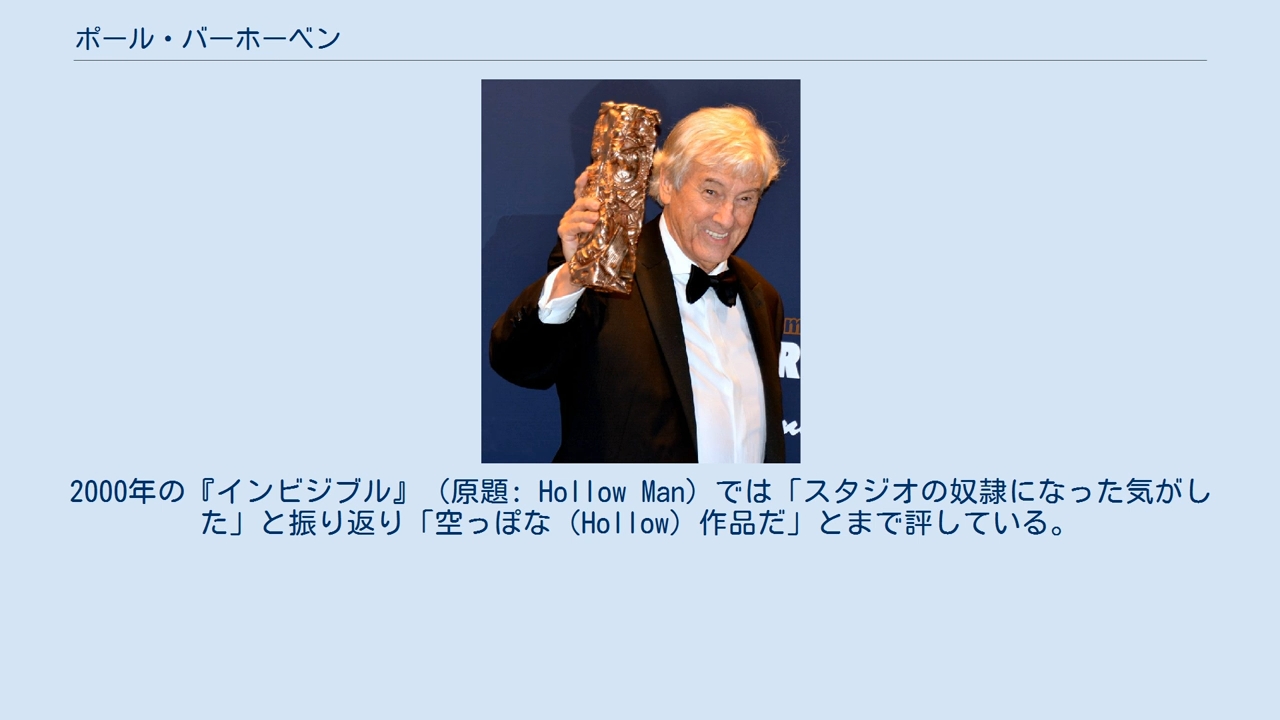 ポール・バーホーベン
m
R
2000年の『インビジブル』（原題: Hollow Man）では「スタジオの奴隷になった気がし
た」と振り返り「空っぽな（Hollow）作品だ」とまで評している。